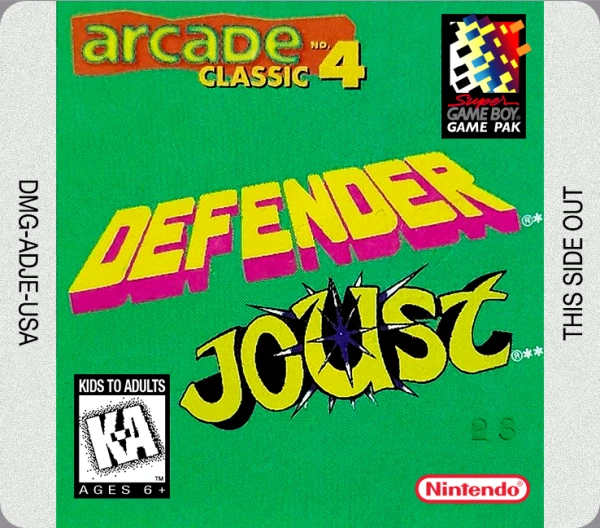 arcade
NO.
CLASSIC 4
Super
GAME BOY.
GAME PAK
DEFENDER®*
JOUST®**
DMG-ADJE-USA
THIS SIDE OUT
KIDS TO ADULTS
K-A
TM
AGES 6+
23
Nintendo®